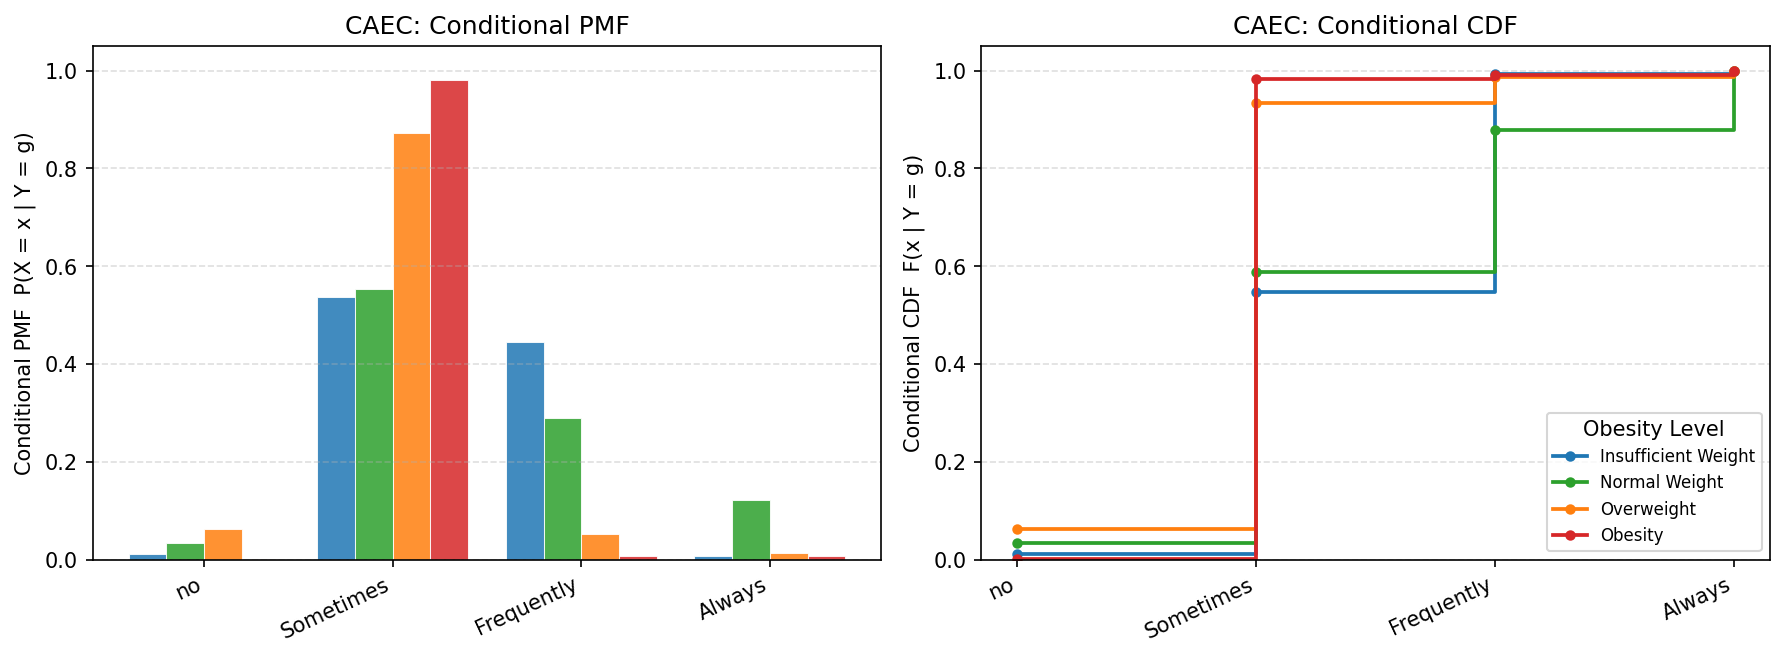 CAEC: Conditional PMF
Conditional PMF P(X = x | Y = g)
1.0
0.8
0.6
0.4
0.2
0.0
no
Sometimes
Frequently
Always
CAEC: Conditional CDF
Conditional CDF F(x | Y = g)
1.0
0.8
0.6
0.4
0.2
0.0
no
Sometimes
Frequently
Always
Obesity Level
Insufficient Weight
Normal Weight
Overweight
Obesity